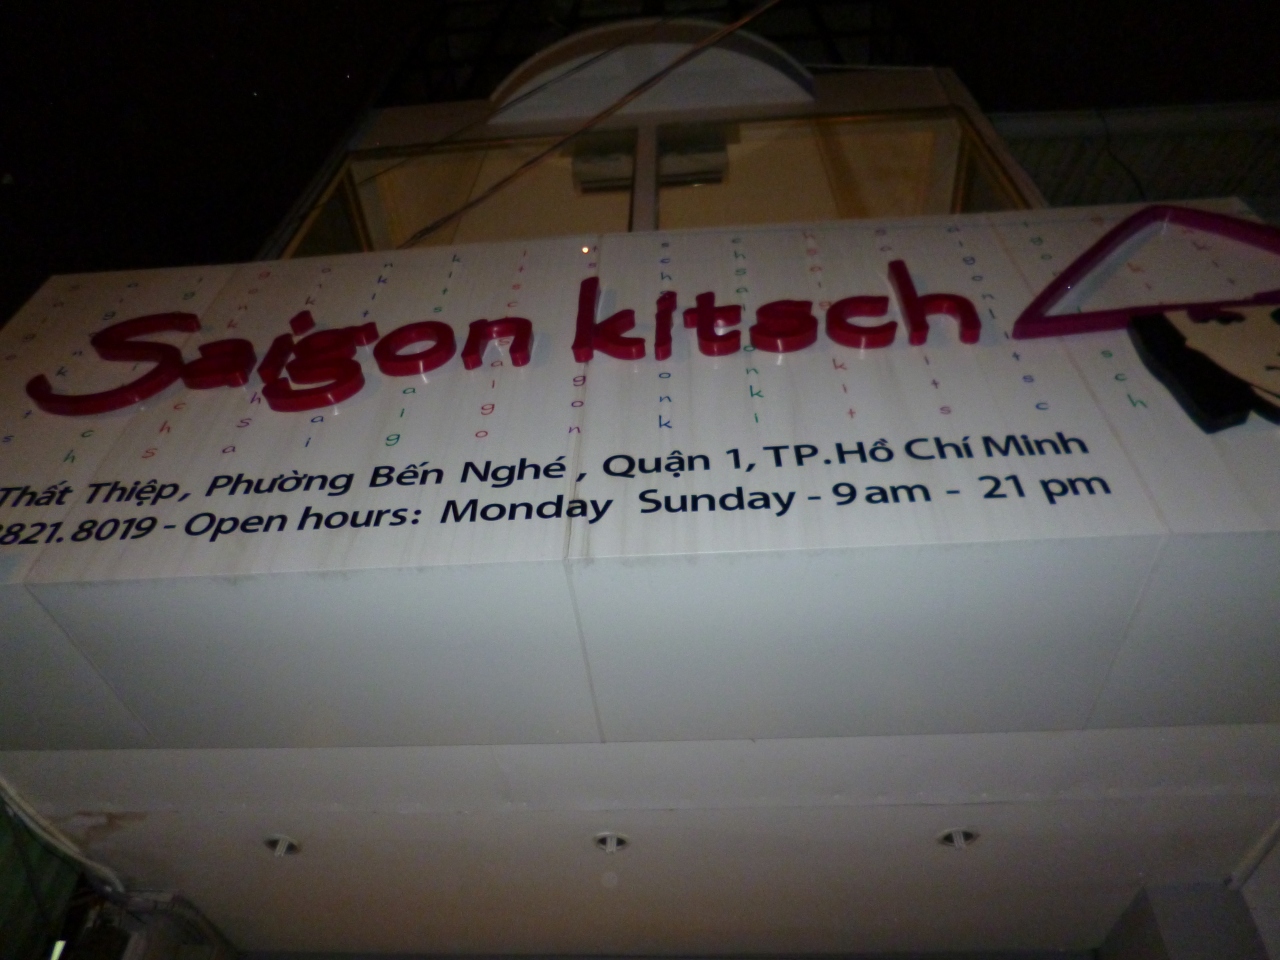 Saigon kitsch
Thất Thiệp, Phường Bến Nghé, Quận 1, TP.Hồ Chí Minh
821.8019 - Open hours: Monday Sunday - 9 am - 21 pm